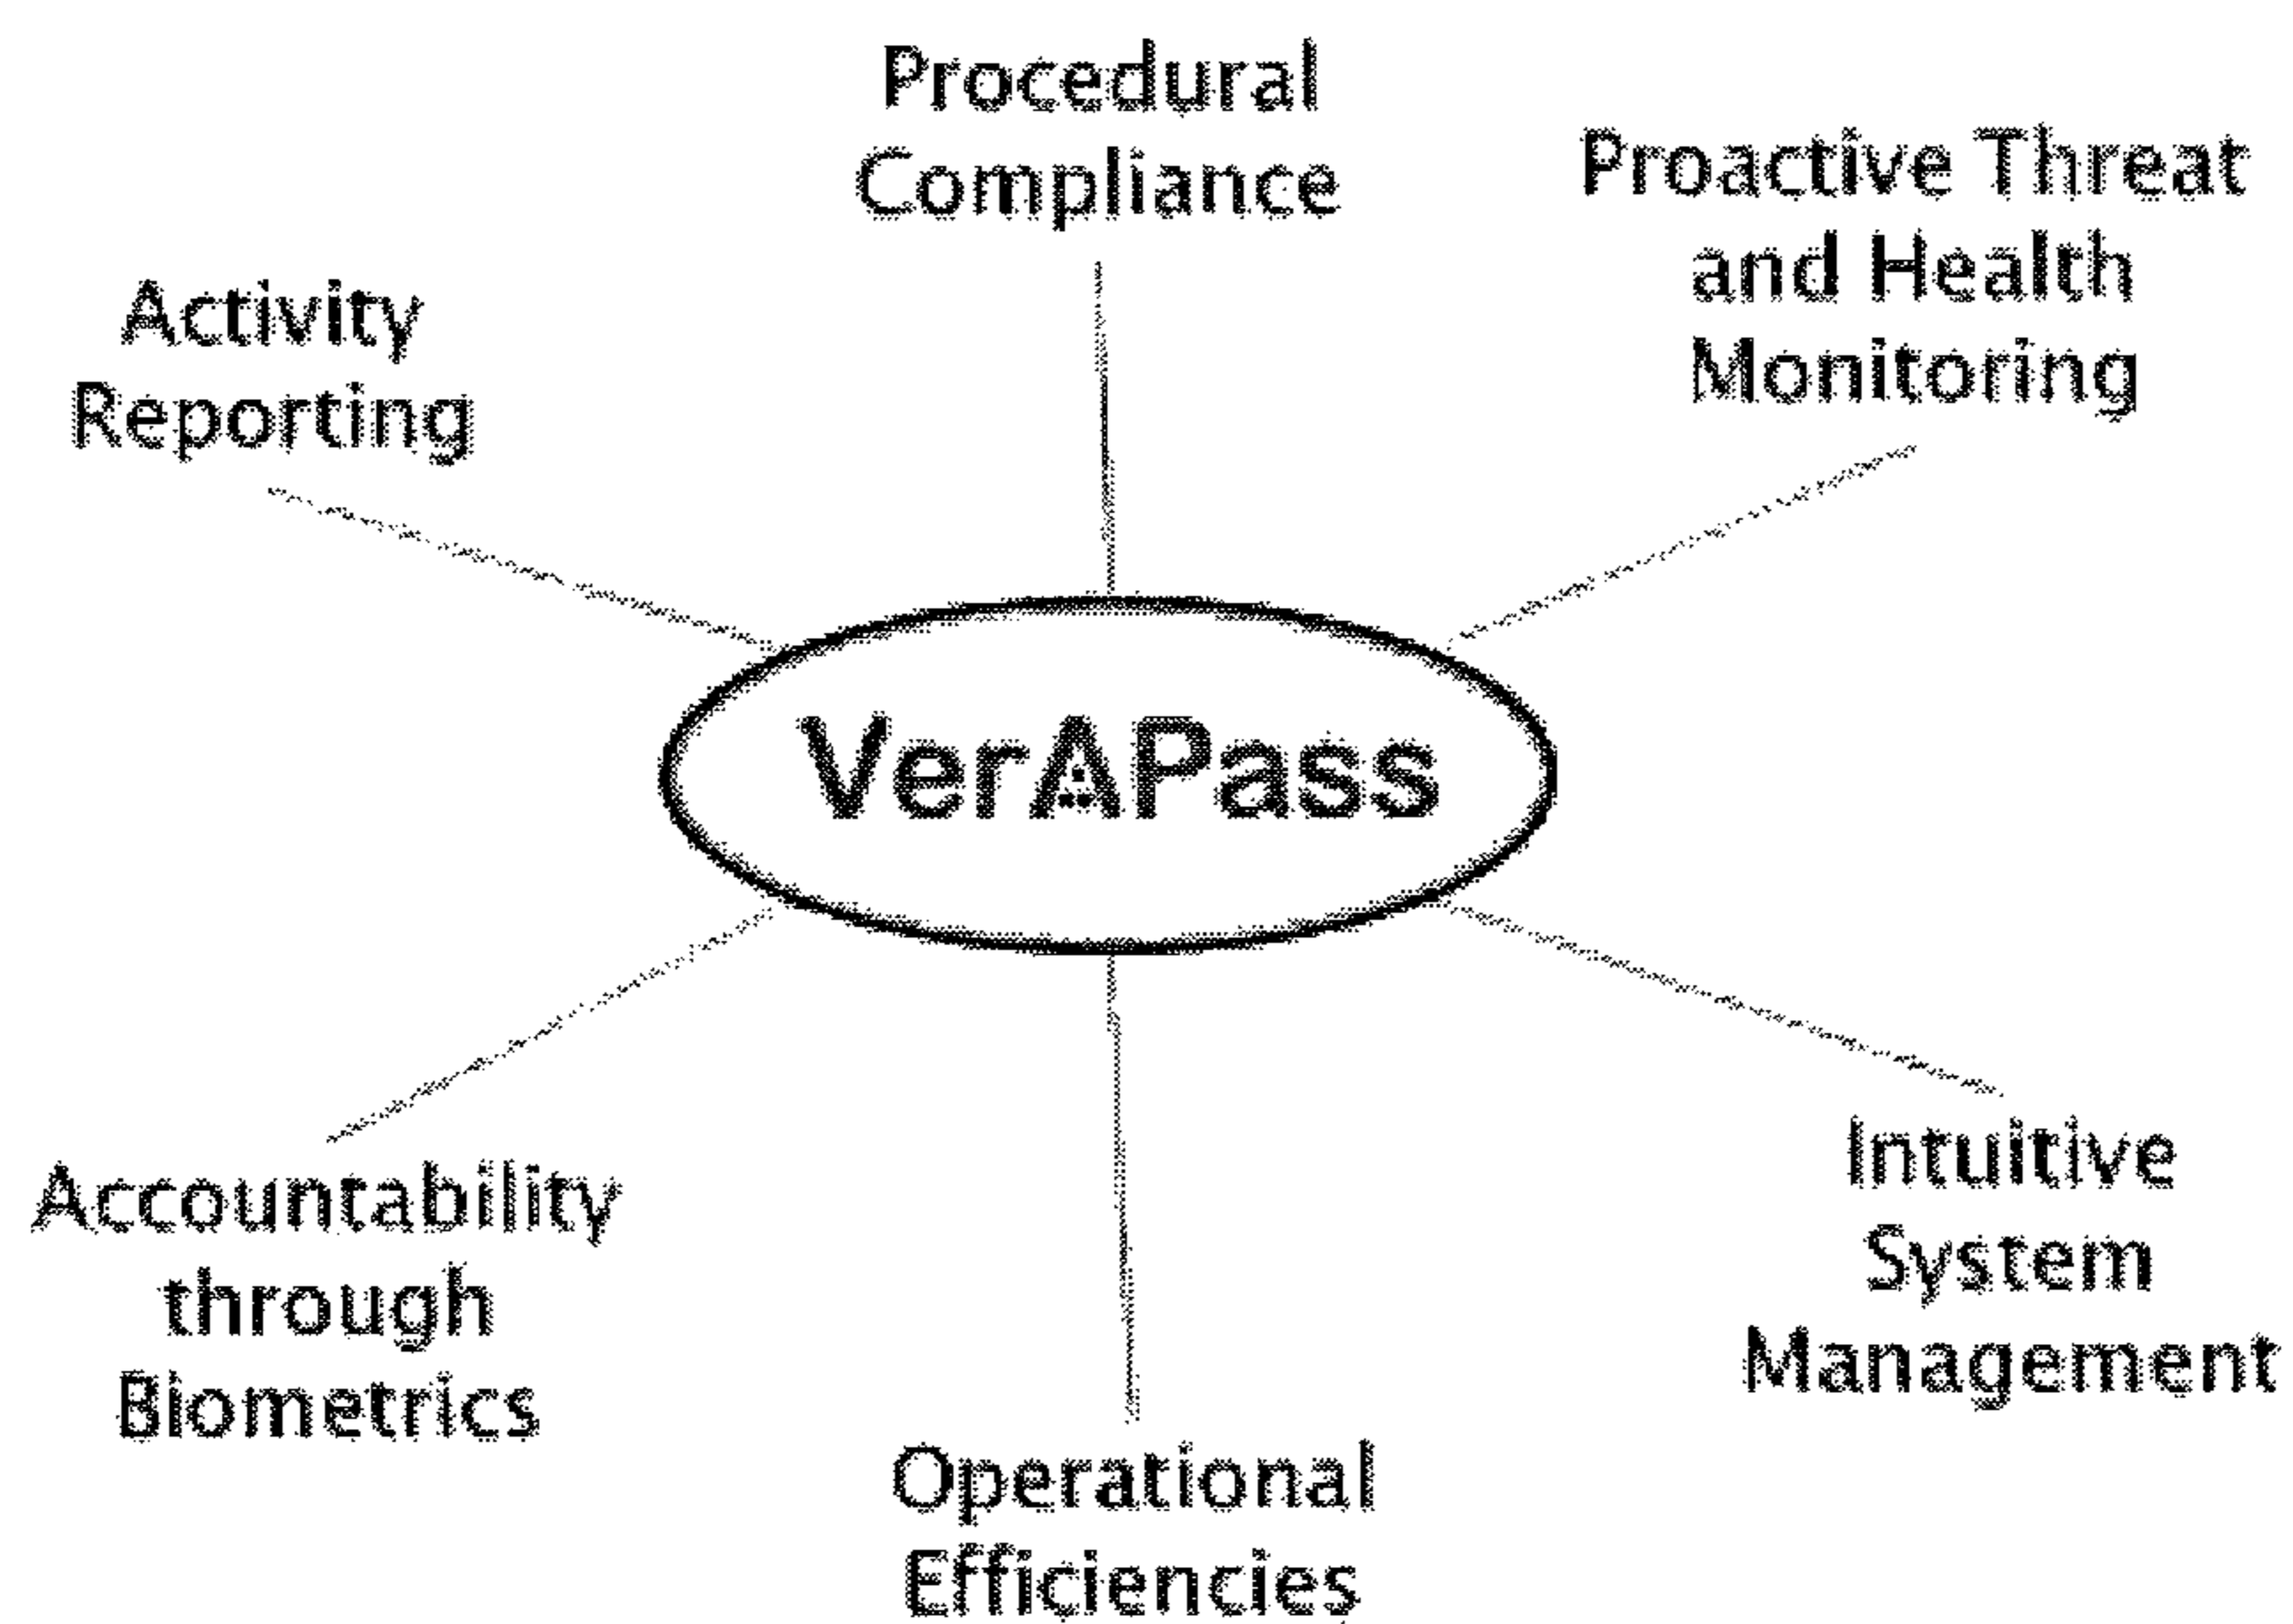 Procedural
Compliance
Proactive Threat
and Health
Monitoring
Activity
Reporting
VerAPass
Accountability
through
Biometrics
Intuitive
System
Management
Operational
Efficiencies